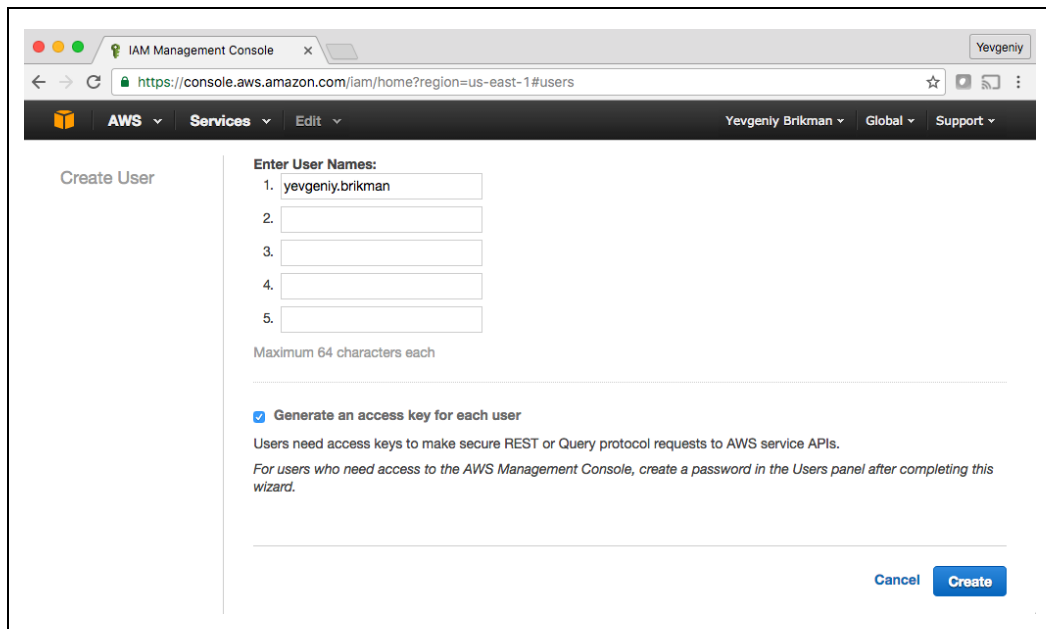 IAM Management Console
Yevgeniy
https://console.aws.amazon.com/iam/home?region=us-east-1#users
AWS Services Edit Yevgeniy Brikman Global Support
Create User
Enter User Names:
1. yevgeniy.brikman
2.
3.
4.
5.
Maximum 64 characters each
Generate an access key for each user
Users need access keys to make secure REST or Query protocol requests to AWS service APIs.
For users who need access to the AWS Management Console, create a password in the Users panel after completing this
wizard.
Cancel Create